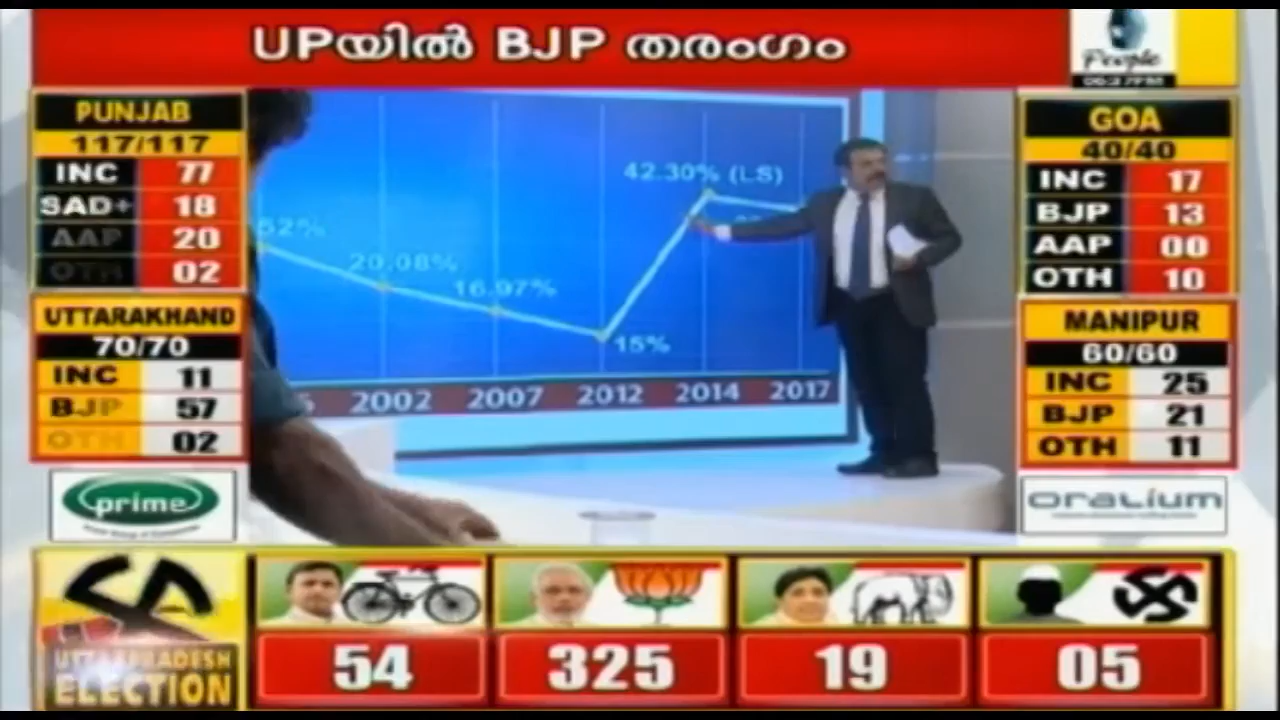 UPയിൽ BJP തരംഗം
People
06:27PM
PUNJAB
117/117
INC 77
SAD+ 18
AAP 20
OTH 02
UTTARAKHAND
70/70
INC 11
BJP 57
OTH 02
prime
GOA
40/40
INC 17
BJP 13
AAP 00
OTH 10
MANIPUR
60/60
INC 25
BJP 21
OTH 11
oralium
42.30% (LS)
52%
20.08%
16.97%
15%
2002 2007 2012 2014 2017
UTTARPRADESH
ELECTION
54 325 19 05